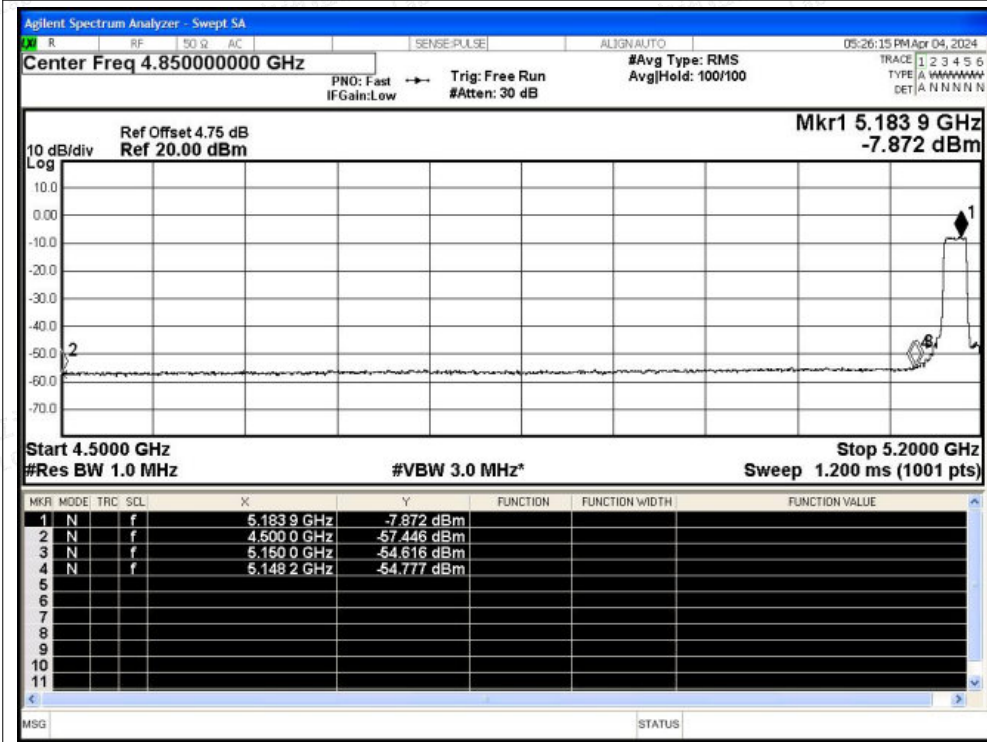 Agilent Spectrum Analyzer - Swept SA
LXI R RF 50 Ω AC SENSE:PULSE ALIGN AUTO 05:26:15 PM Apr 04, 2024
Center Freq 4.850000000 GHz
PNO: Fast
IFGain:Low
Trig: Free Run
#Atten: 30 dB
#Avg Type: RMS
Avg|Hold: 100/100
TRACE 1 2 3 4 5 6
TYPE A WWWWW
DET A N N N N N
Mkr1 5.183 9 GHz
-7.872 dBm
Ref Offset 4.75 dB
10 dB/div Ref 20.00 dBm
Log
10.0
0.00
-10.0
-20.0
-30.0
-40.0
-50.0
-60.0
-70.0
1
2
Start 4.5000 GHz Stop 5.2000 GHz
#Res BW 1.0 MHz #VBW 3.0 MHz* Sweep 1.200 ms (1001 pts)
MKR MODE TRC SCL X Y FUNCTION FUNCTION WIDTH FUNCTION VALUE
1 N f 5.183 9 GHz -7.872 dBm
2 N f 4.500 0 GHz -57.446 dBm
3 N f 5.150 0 GHz -54.616 dBm
4 N f 5.148 2 GHz -54.777 dBm
5
6
7
8
9
10
11
MSG STATUS